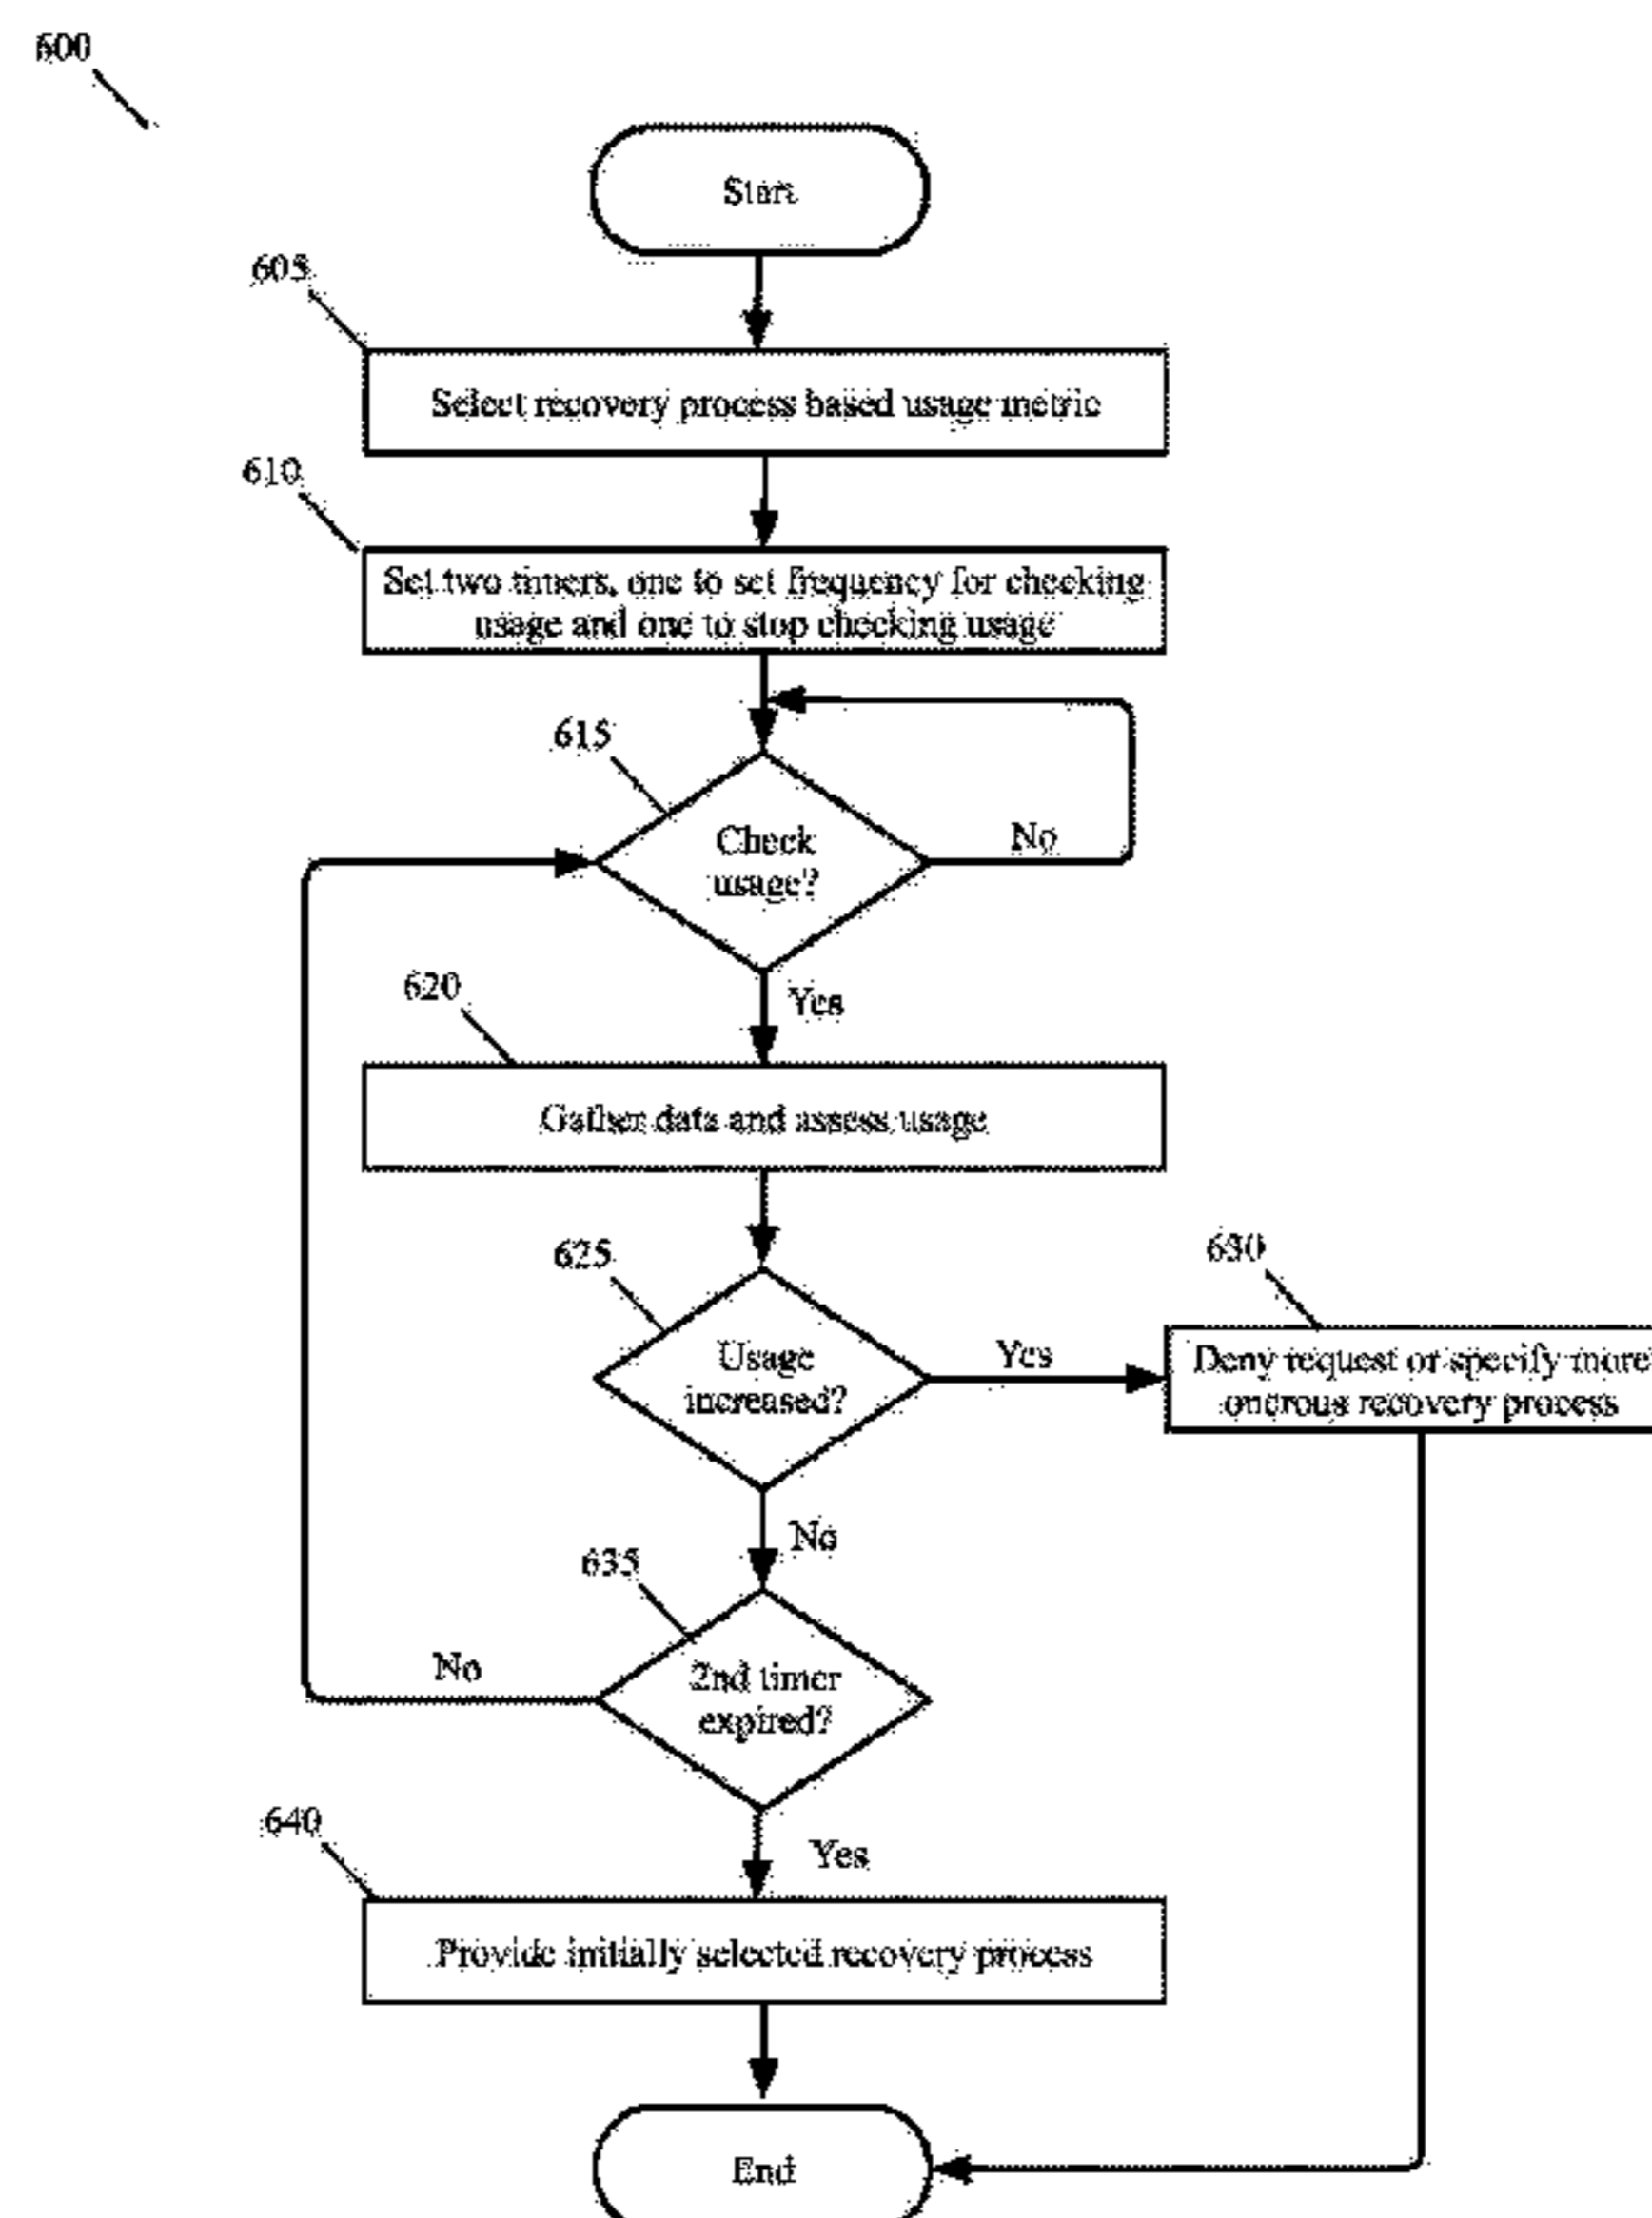 600
Start
605
Select recovery process based usage metric
610
Set two timers, one to set frequency for checking
usage and one to stop checking usage
615
Check
usage?
No
Yes
620
Gather data and assess usage
625
Usage
increased?
Yes
630
Deny request or specify more
onerous recovery process
No
635
2nd timer
expired?
No
Yes
640
Provide initially selected recovery process
End